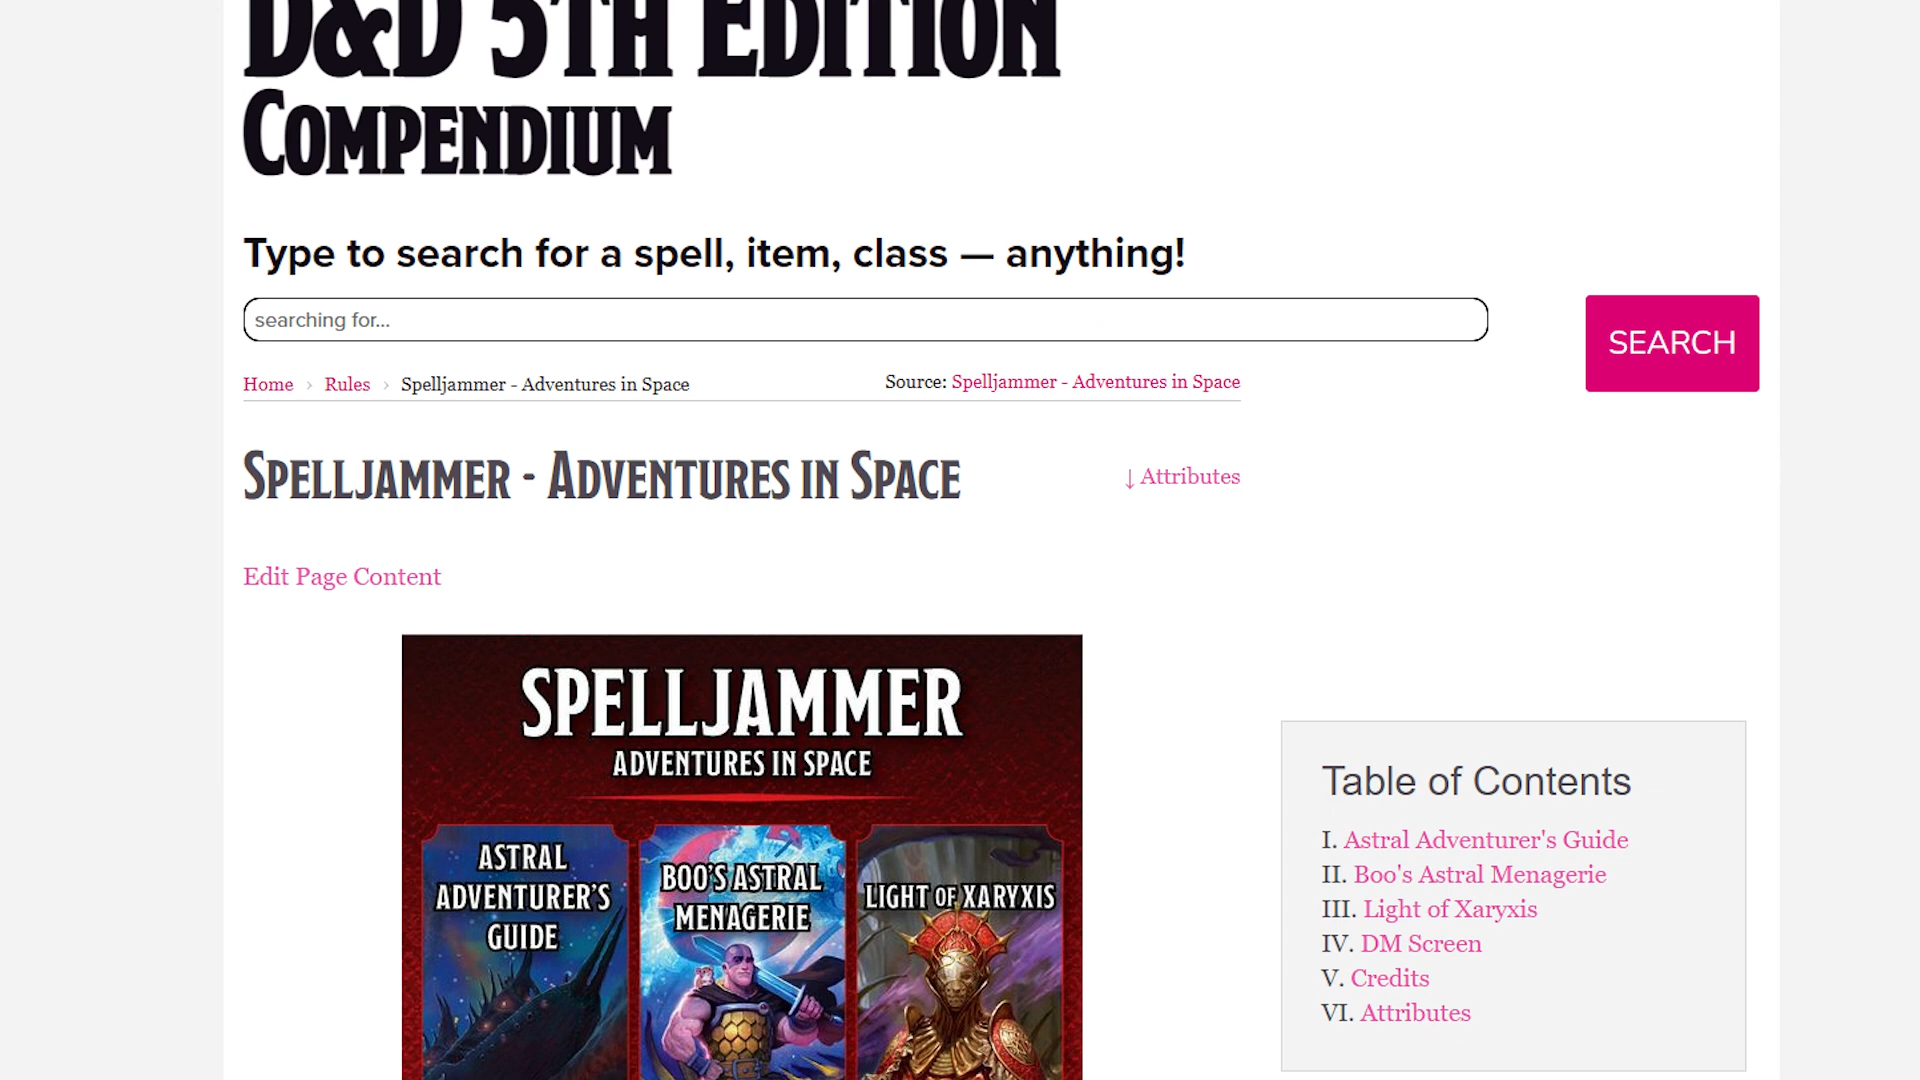 D&D 5TH EDITION
COMPENDIUM
Type to search for a spell, item, class — anything!
searching for...
SEARCH
Home › Rules › Spelljammer - Adventures in Space
Source: Spelljammer - Adventures in Space
SPELLJAMMER - ADVENTURES IN SPACE
↓ Attributes
Edit Page Content
SPELLJAMMER
ADVENTURES IN SPACE
ASTRAL
ADVENTURER'S
GUIDE
BOO'S ASTRAL
MENAGERIE
LIGHT OF XARYXIS
Table of Contents
I. Astral Adventurer's Guide
II. Boo's Astral Menagerie
III. Light of Xaryxis
IV. DM Screen
V. Credits
VI. Attributes